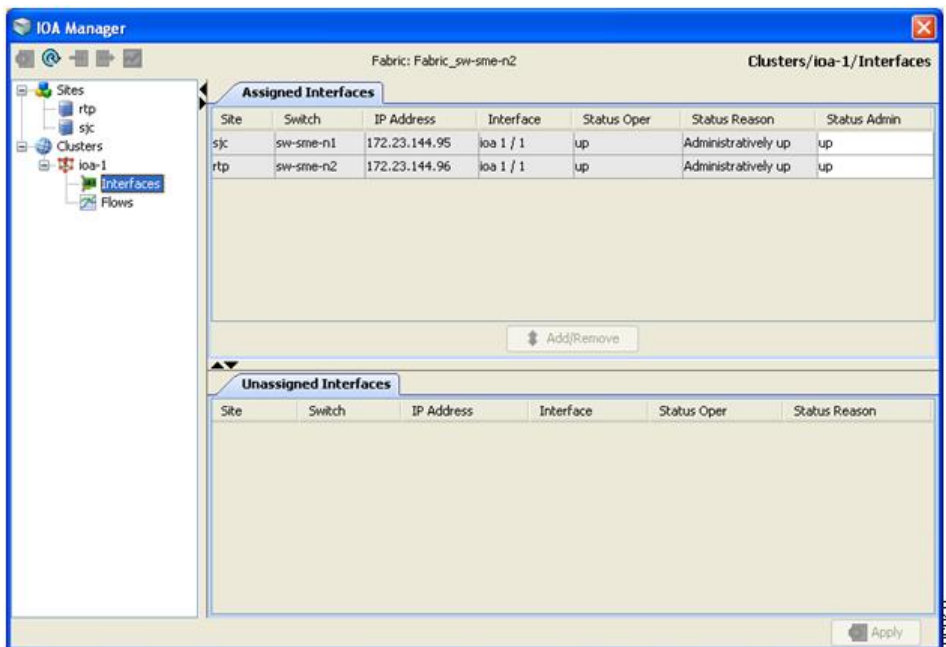 IOA Manager
Fabric: Fabric_sw-sme-n2
Clusters/ioa-1/Interfaces
Sites
rtp
sjc
Clusters
ioa-1
Interfaces
Flows
Assigned Interfaces
Site Switch IP Address Interface Status Oper Status Reason Status Admin
sjc sw-sme-n1 172.23.144.95 ioa 1 / 1 up Administratively up up
rtp sw-sme-n2 172.23.144.96 ioa 1 / 1 up Administratively up up
Add/Remove
Unassigned Interfaces
Site Switch IP Address Interface Status Oper Status Reason
Apply